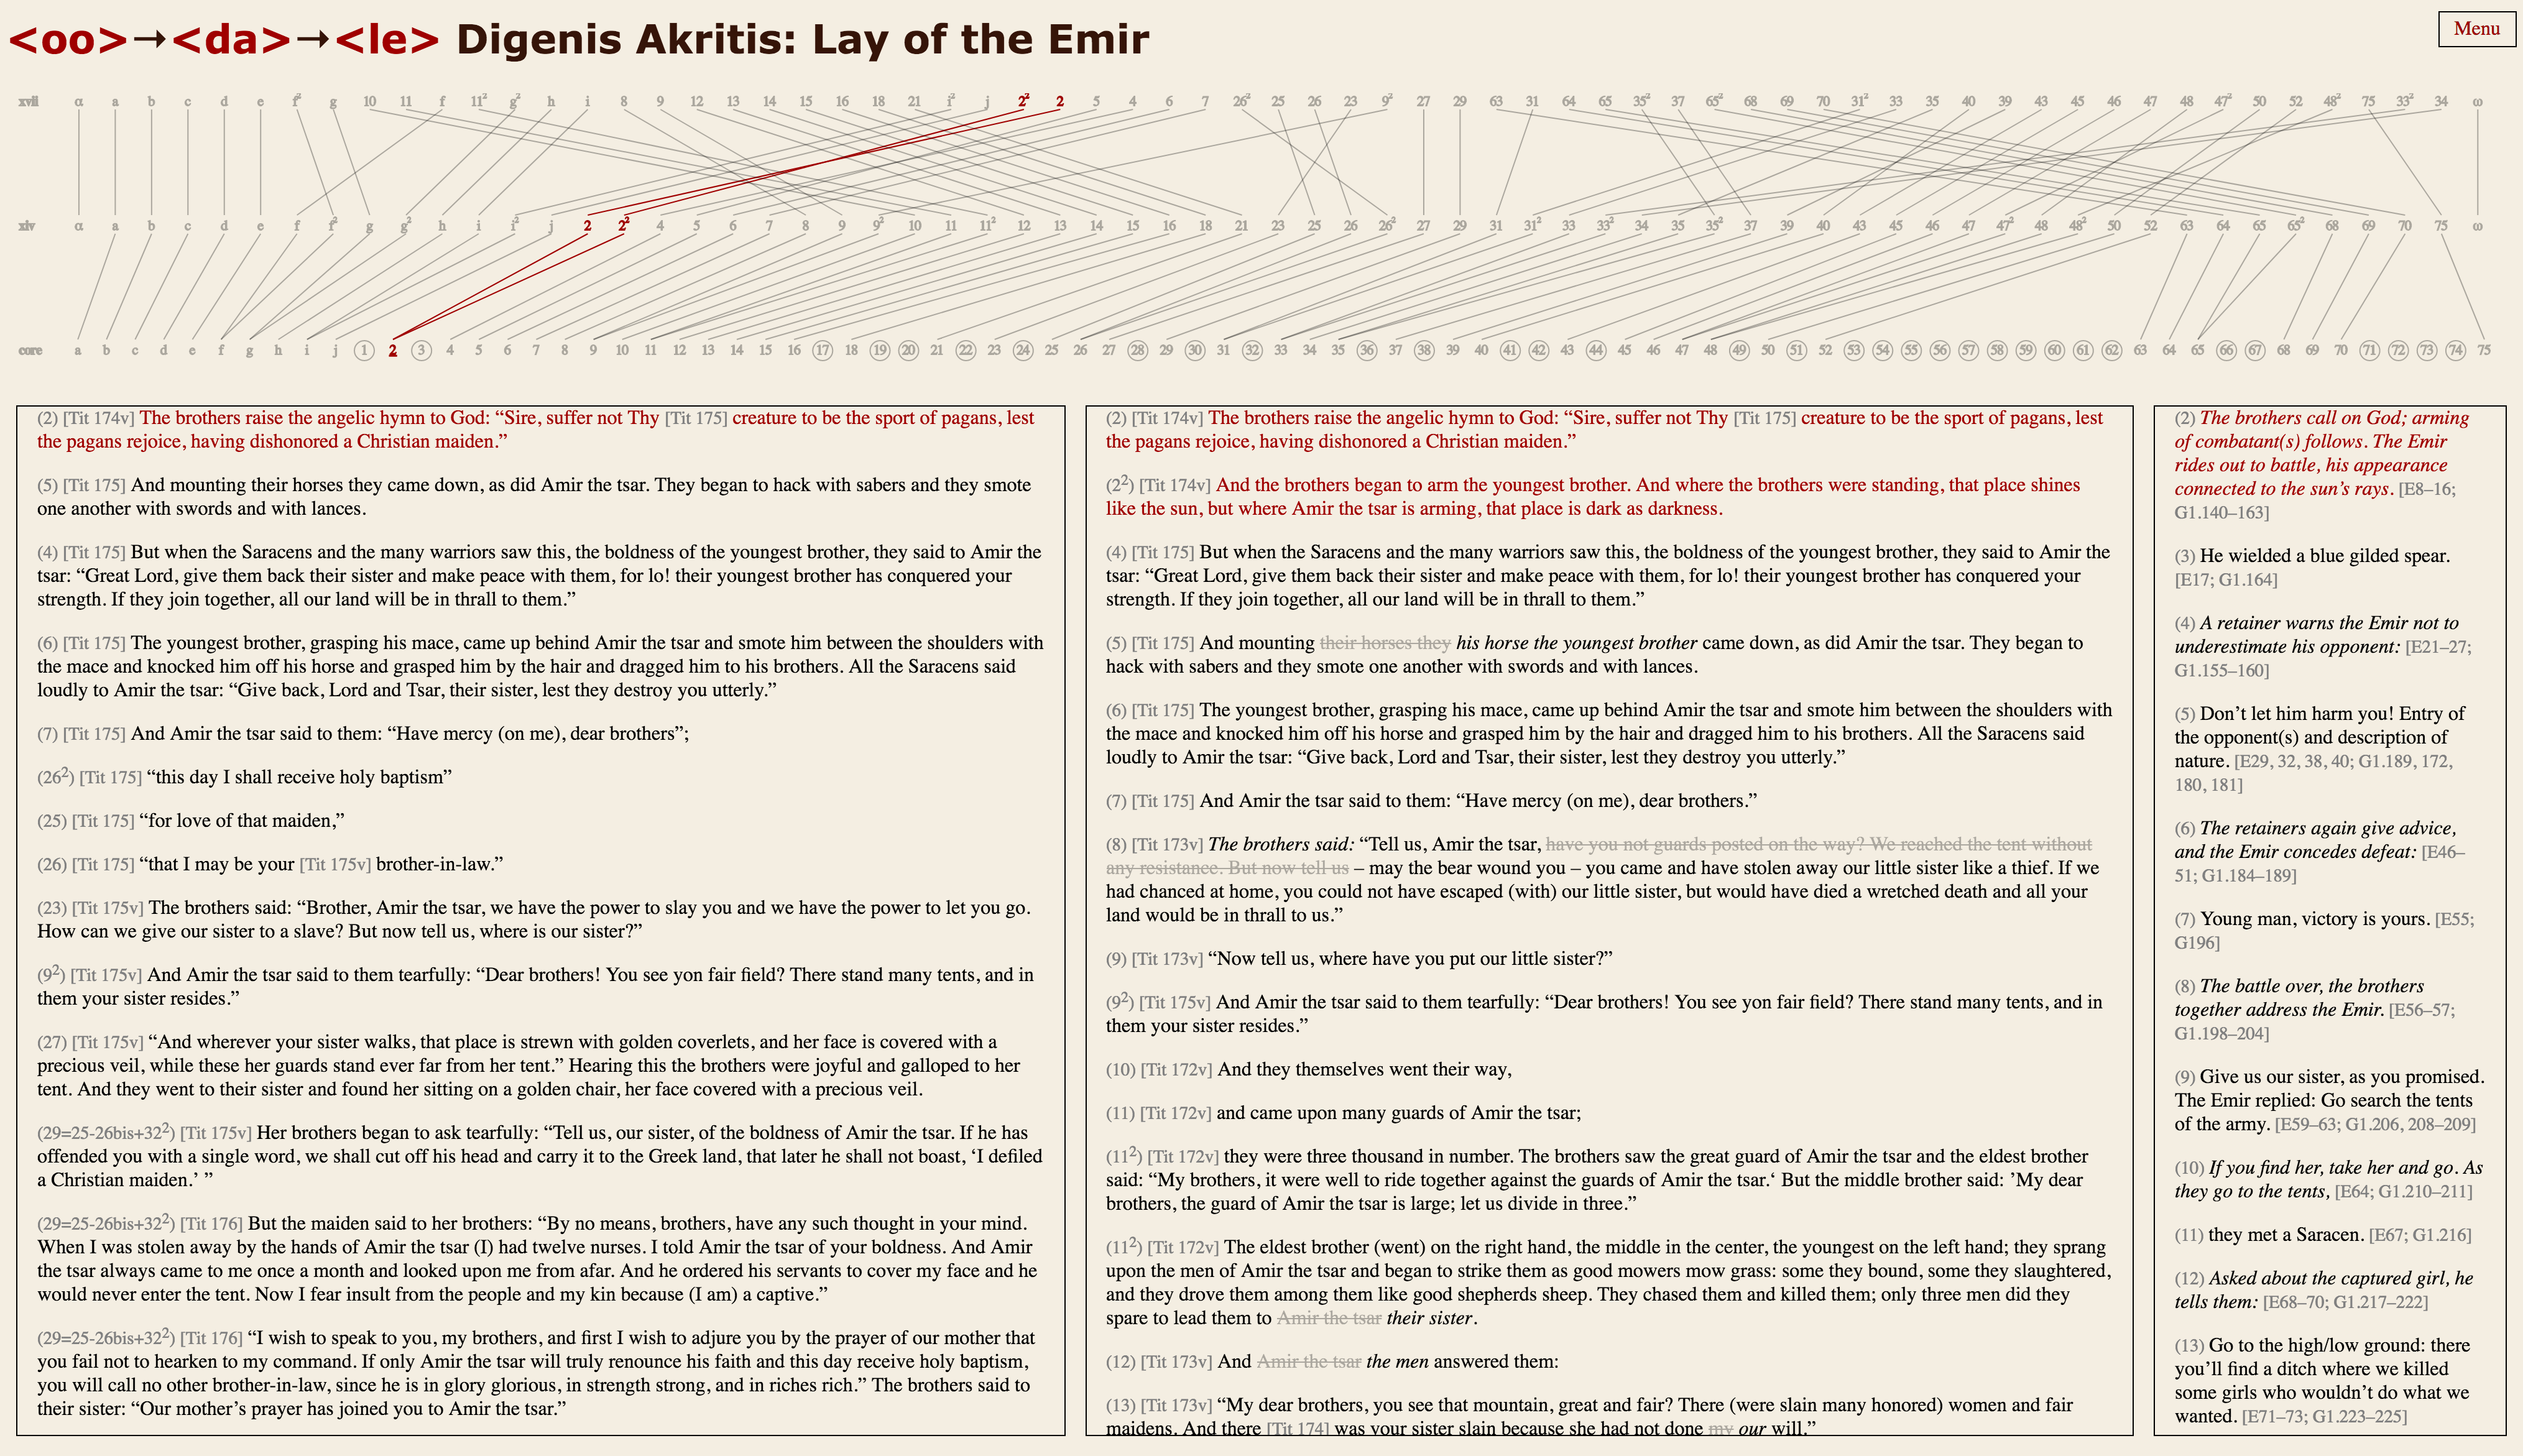 <oo>→<da>→<le> Digenis Akritis: Lay of the Emir
Menu
xvii α a b c d e f² g 10 11 f 11² g² h i 8 9 12 13 14 15 16 18 21 i² j 2² 2 5 4 6 7 26² 25 26 23 9² 27 29 63 31 64 65 35² 37 65² 68 69 70 31² 33 35 40 39 43 45 46 47 48 47² 50 52 48² 75 33² 34 ω
xiv α a b c d e f f² g g² h i i² j 2 2² 4 5 6 7 8 9 9² 10 11 11² 12 13 14 15 16 18 21 23 25 26 26² 27 29 31 31² 33 33² 34 35 35² 37 39 40 43 45 46 47 47² 48 48² 50 52 63 64 65 65² 68 69 70 75 ω
core a b c d e f g h i j 1 2 3 4 5 6 7 8 9 10 11 12 13 14 15 16 17 18 19 20 21 22 23 24 25 26 27 28 29 30 31 32 33 34 35 36 37 38 39 40 41 42 43 44 45 46 47 48 49 50 51 52 53 54 55 56 57 58 59 60 61 62 63 64 65 66 67 68 69 70 71 72 73 74 75
(2) [Tit 174v] The brothers raise the angelic hymn to God: “Sire, suffer not Thy [Tit 175] creature to be the sport of pagans, lest
the pagans rejoice, having dishonored a Christian maiden.”
(5) [Tit 175] And mounting their horses they came down, as did Amir the tsar. They began to hack with sabers and they smote
one another with swords and with lances.
(4) [Tit 175] But when the Saracens and the many warriors saw this, the boldness of the youngest brother, they said to Amir the
tsar: “Great Lord, give them back their sister and make peace with them, for lo! their youngest brother has conquered your
strength. If they join together, all our land will be in thrall to them.”
(6) [Tit 175] The youngest brother, grasping his mace, came up behind Amir the tsar and smote him between the shoulders with
the mace and knocked him off his horse and grasped him by the hair and dragged him to his brothers. All the Saracens said
loudly to Amir the tsar: “Give back, Lord and Tsar, their sister, lest they destroy you utterly.”
(7) [Tit 175] And Amir the tsar said to them: “Have mercy (on me), dear brothers”;
(26²) [Tit 175] “this day I shall receive holy baptism”
(25) [Tit 175] “for love of that maiden,”
(26) [Tit 175] “that I may be your [Tit 175v] brother-in-law.”
(23) [Tit 175v] The brothers said: “Brother, Amir the tsar, we have the power to slay you and we have the power to let you go.
How can we give our sister to a slave? But now tell us, where is our sister?”
(9²) [Tit 175v] And Amir the tsar said to them tearfully: “Dear brothers! You see yon fair field? There stand many tents, and in
them your sister resides.”
(27) [Tit 175v] “And wherever your sister walks, that place is strewn with golden coverlets, and her face is covered with a
precious veil, while these her guards stand ever far from her tent.” Hearing this the brothers were joyful and galloped to her
tent. And they went to their sister and found her sitting on a golden chair, her face covered with a precious veil.
(29=25-26bis+32²) [Tit 175v] Her brothers began to ask tearfully: “Tell us, our sister, of the boldness of Amir the tsar. If he has
offended you with a single word, we shall cut off his head and carry it to the Greek land, that later he shall not boast, ‘I defiled
a Christian maiden.’ ”
(29=25-26bis+32²) [Tit 176] But the maiden said to her brothers: “By no means, brothers, have any such thought in your mind.
When I was stolen away by the hands of Amir the tsar (I) had twelve nurses. I told Amir the tsar of your boldness. And Amir
the tsar always came to me once a month and looked upon me from afar. And he ordered his servants to cover my face and he
would never enter the tent. Now I fear insult from the people and my kin because (I am) a captive.”
(29=25-26bis+32²) [Tit 176] “I wish to speak to you, my brothers, and first I wish to adjure you by the prayer of our mother that
you fail not to hearken to my command. If only Amir the tsar will truly renounce his faith and this day receive holy baptism,
you will call no other brother-in-law, since he is in glory glorious, in strength strong, and in riches rich.” The brothers said to
their sister: “Our mother’s prayer has joined you to Amir the tsar.”
(2) [Tit 174v] The brothers raise the angelic hymn to God: “Sire, suffer not Thy [Tit 175] creature to be the sport of pagans, lest
the pagans rejoice, having dishonored a Christian maiden.”
(2²) [Tit 174v] And the brothers began to arm the youngest brother. And where the brothers were standing, that place shines
like the sun, but where Amir the tsar is arming, that place is dark as darkness.
(4) [Tit 175] But when the Saracens and the many warriors saw this, the boldness of the youngest brother, they said to Amir the
tsar: “Great Lord, give them back their sister and make peace with them, for lo! their youngest brother has conquered your
strength. If they join together, all our land will be in thrall to them.”
(5) [Tit 175] And mounting their horses they his horse the youngest brother came down, as did Amir the tsar. They began to
hack with sabers and they smote one another with swords and with lances.
(6) [Tit 175] The youngest brother, grasping his mace, came up behind Amir the tsar and smote him between the shoulders with
the mace and knocked him off his horse and grasped him by the hair and dragged him to his brothers. All the Saracens said
loudly to Amir the tsar: “Give back, Lord and Tsar, their sister, lest they destroy you utterly.”
(7) [Tit 175] And Amir the tsar said to them: “Have mercy (on me), dear brothers.”
(8) [Tit 173v] The brothers said: “Tell us, Amir the tsar, have you not guards posted on the way? We reached the tent without
any resistance. But now tell us – may the bear wound you – you came and have stolen away our little sister like a thief. If we
had chanced at home, you could not have escaped (with) our little sister, but would have died a wretched death and all your
land would be in thrall to us.”
(9) [Tit 173v] “Now tell us, where have you put our little sister?”
(9²) [Tit 175v] And Amir the tsar said to them tearfully: “Dear brothers! You see yon fair field? There stand many tents, and in
them your sister resides.”
(10) [Tit 172v] And they themselves went their way,
(11) [Tit 172v] and came upon many guards of Amir the tsar;
(11²) [Tit 172v] they were three thousand in number. The brothers saw the great guard of Amir the tsar and the eldest brother
said: “My brothers, it were well to ride together against the guards of Amir the tsar.‘ But the middle brother said: ’My dear
brothers, the guard of Amir the tsar is large; let us divide in three.”
(11²) [Tit 172v] The eldest brother (went) on the right hand, the middle in the center, the youngest on the left hand; they sprang
upon the men of Amir the tsar and began to strike them as good mowers mow grass: some they bound, some they slaughtered,
and they drove them among them like good shepherds sheep. They chased them and killed them; only three men did they
spare to lead them to Amir the tsar their sister.
(12) [Tit 173v] And Amir the tsar the men answered them:
(13) [Tit 173v] “My dear brothers, you see that mountain, great and fair? There (were slain many honored) women and fair
maidens. And there [Tit 174] was your sister slain because she had not done my our will.”
(2) The brothers call on God; arming
of combatant(s) follows. The Emir
rides out to battle, his appearance
connected to the sun’s rays. [E8–16;
G1.140–163]
(3) He wielded a blue gilded spear.
[E17; G1.164]
(4) A retainer warns the Emir not to
underestimate his opponent: [E21–27;
G1.155–160]
(5) Don’t let him harm you! Entry of
the opponent(s) and description of
nature. [E29, 32, 38, 40; G1.189, 172,
180, 181]
(6) The retainers again give advice,
and the Emir concedes defeat: [E46–
51; G1.184–189]
(7) Young man, victory is yours. [E55;
G196]
(8) The battle over, the brothers
together address the Emir. [E56–57;
G1.198–204]
(9) Give us our sister, as you promised.
The Emir replied: Go search the tents
of the army. [E59–63; G1.206, 208–209]
(10) If you find her, take her and go. As
they go to the tents, [E64; G1.210–211]
(11) they met a Saracen. [E67; G1.216]
(12) Asked about the captured girl, he
tells them: [E68–70; G1.217–222]
(13) Go to the high/low ground: there
you’ll find a ditch where we killed
some girls who wouldn’t do what we
wanted. [E71–73; G1.223–225]